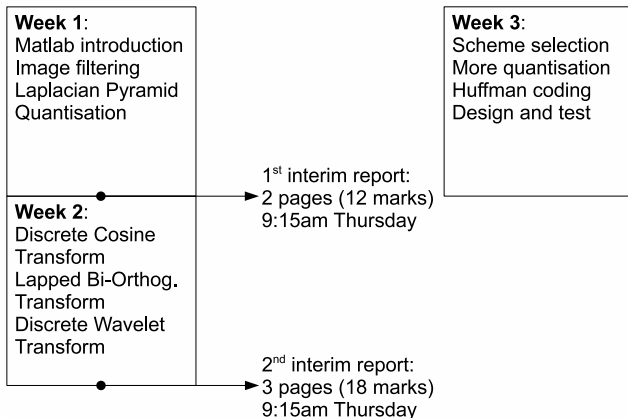 Week 1:
Matlab introduction
Image filtering
Laplacian Pyramid
Quantisation
1st interim report:
2 pages (12 marks)
9:15am Thursday
Week 2:
Discrete Cosine
Transform
Lapped Bi-Orthog.
Transform
Discrete Wavelet
Transform
2nd interim report:
3 pages (18 marks)
9:15am Thursday
Week 3:
Scheme selection
More quantisation
Huffman coding
Design and test